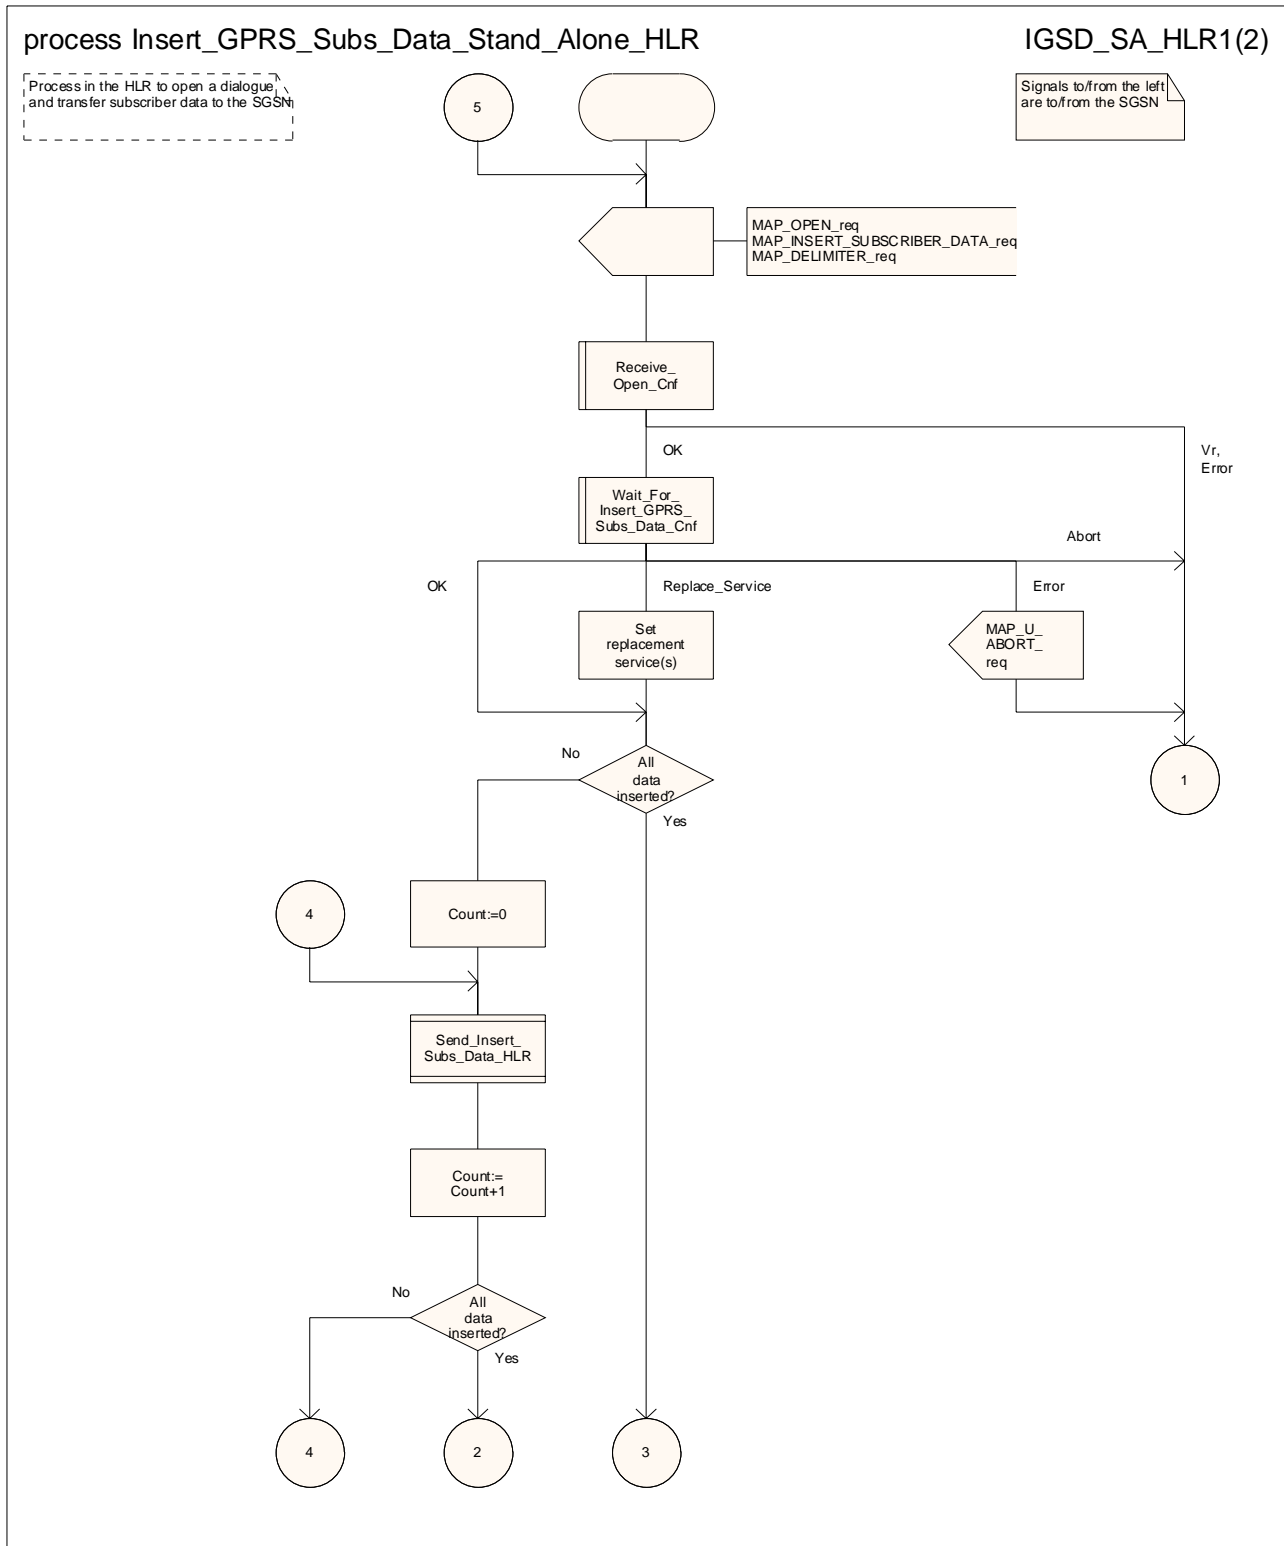 process Insert_GPRS_Subs_Data_Stand_Alone_HLR
IGSD_SA_HLR1(2)
Process in the HLR to open a dialogue
and transfer subscriber data to the SGSN
5
Signals to/from the left
are to/from the SGSN
MAP_OPEN_req
MAP_INSERT_SUBSCRIBER_DATA_req
MAP_DELIMITER_req
Receive_
Open_Cnf
OK
Vr,
Error
Wait_For_
Insert_GPRS_
Subs_Data_Cnf
Abort
OK
Replace_Service
Error
Set
replacement
service(s)
MAP_U_
ABORT_
req
No
All
data
inserted?
Yes
1
4
Count:=0
Send_Insert_
Subs_Data_HLR
Count:=
Count+1
No
All
data
inserted?
Yes
4
2
3